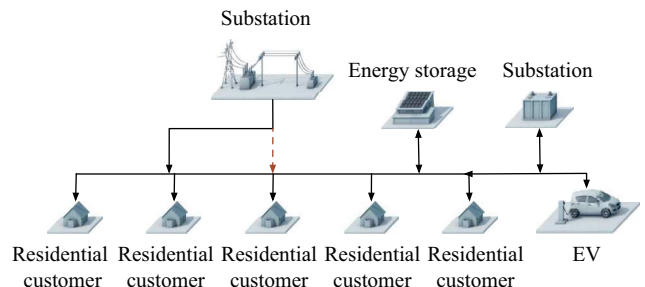 Substation
Energy storage
Substation
Residential customer
Residential customer
Residential customer
Residential customer
Residential customer
EV